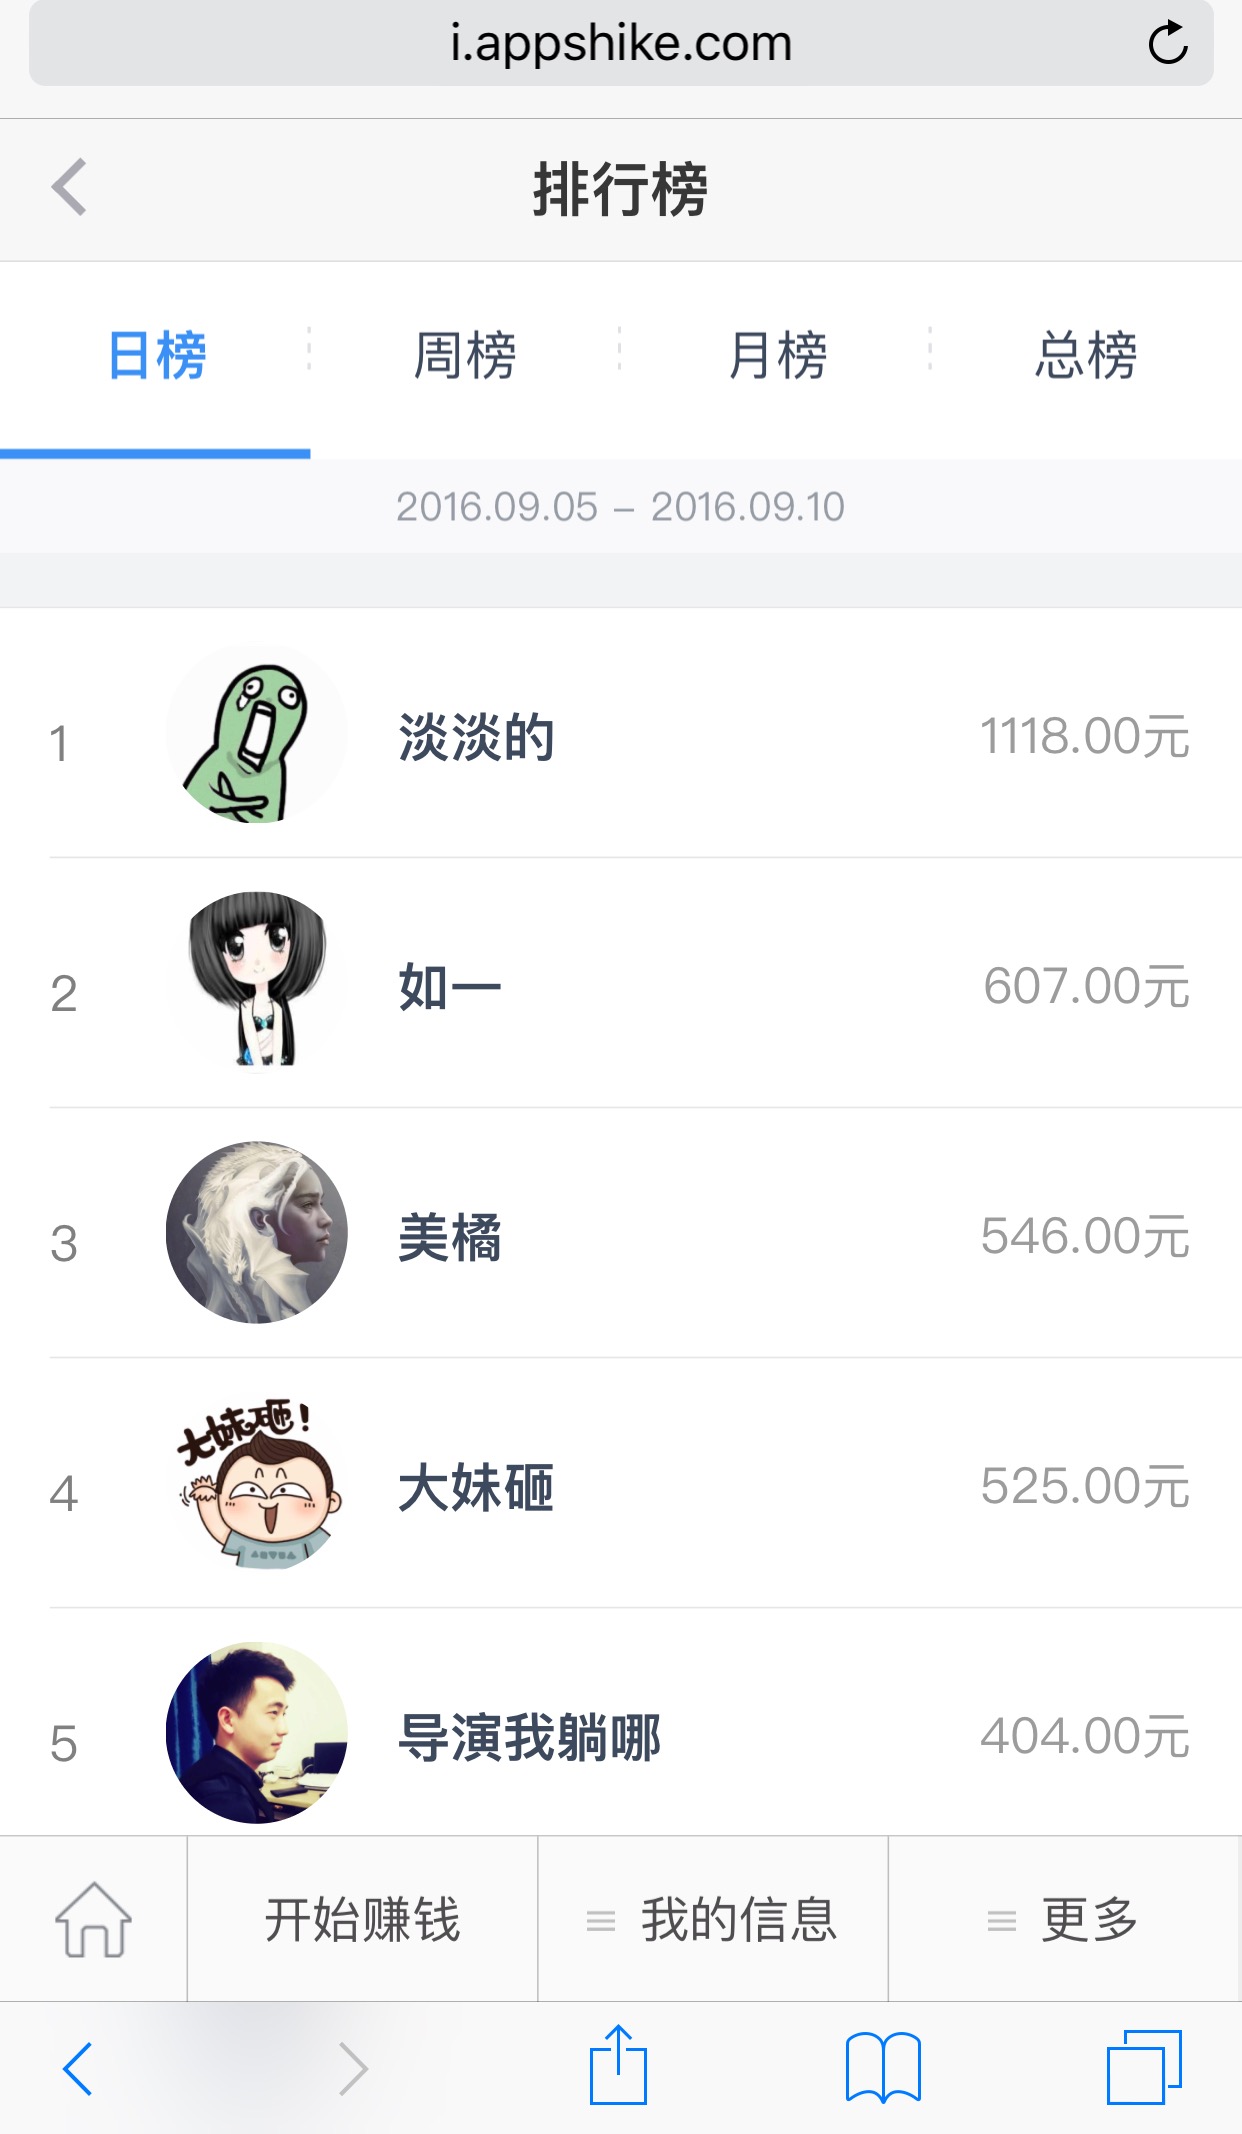 i.appshike.com
排行榜
日榜 周榜 月榜 总榜
2016.09.05 – 2016.09.10
1 淡淡的 1118.00元
2 如一 607.00元
3 美橘 546.00元
大妹砸!
4 大妹砸 525.00元
5 导演我躺哪 404.00元
开始赚钱 我的信息 更多